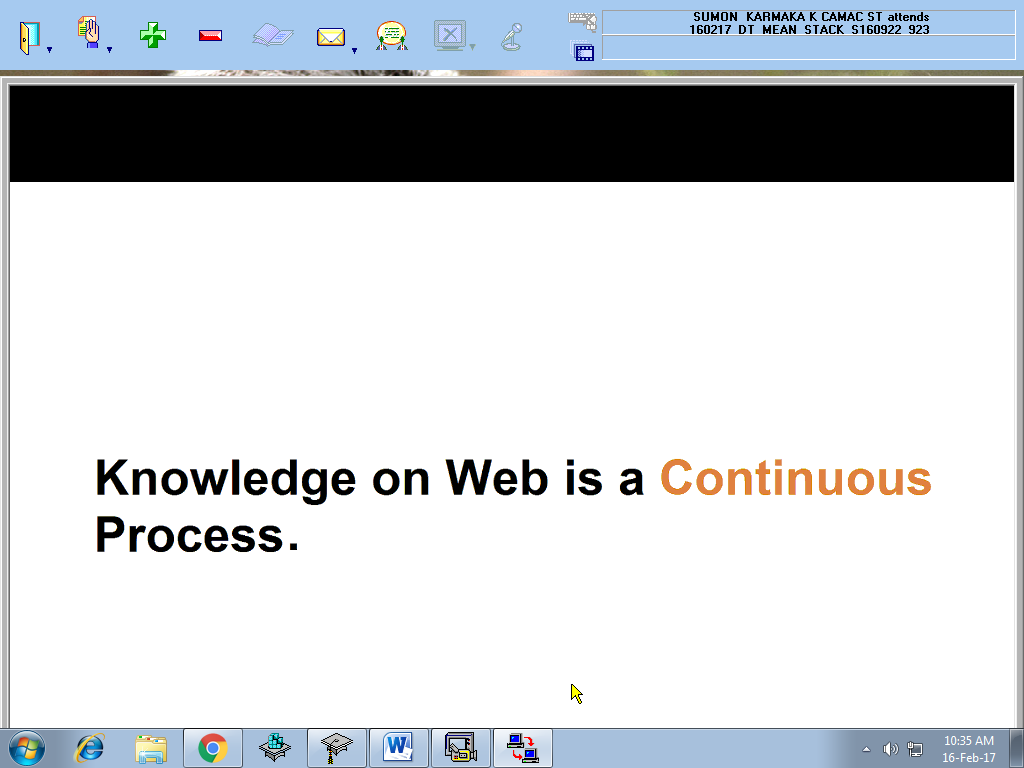 SUMON KARMAKA K CAMAC ST attends
160217 DT MEAN STACK S160922 923
Knowledge on Web is a Continuous
Process.
10:35 AM
16-Feb-17